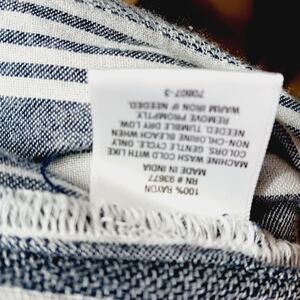 100% RAYON
RN # 93677
MADE IN INDIA
MACHINE WASH COLD WITH LIKE
COLORS, GENTLE CYCLE, ONLY
NON-CHLORINE BLEACH WHEN
NEEDED. TUMBLE DRY LOW.
REMOVE PROMPTLY.
WARM IRON IF NEEDED.
70807-3